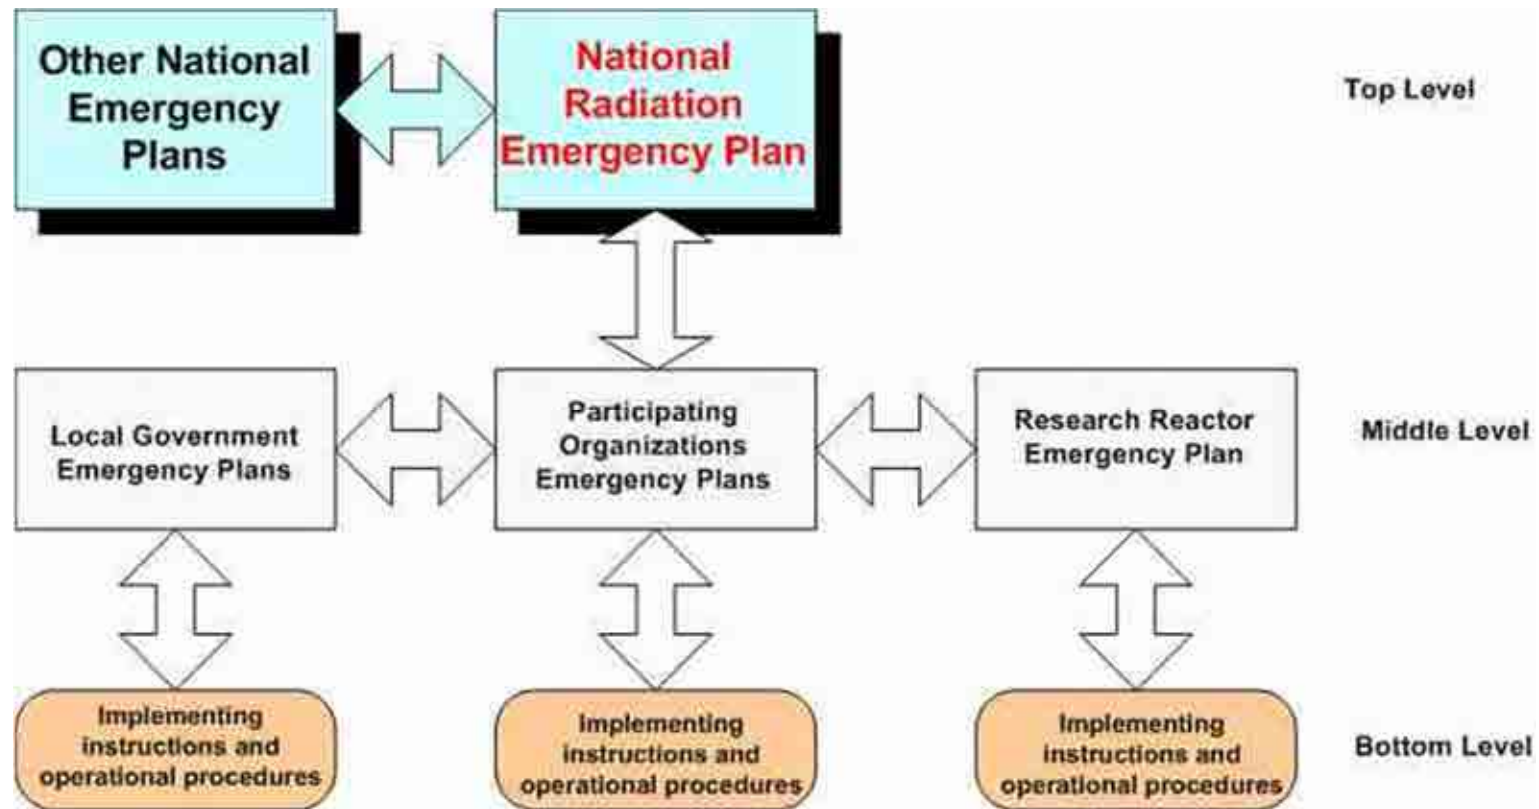 Other National
Emergency
Plans
National
Radiation
Emergency Plan
Top Level
Local Government
Emergency Plans
Participating
Organizations
Emergency Plans
Research Reactor
Emergency Plan
Middle Level
Implementing
instructions and
operational procedures
Implementing
instructions and
operational procedures
Implementing
instructions and
operational procedures
Bottom Level